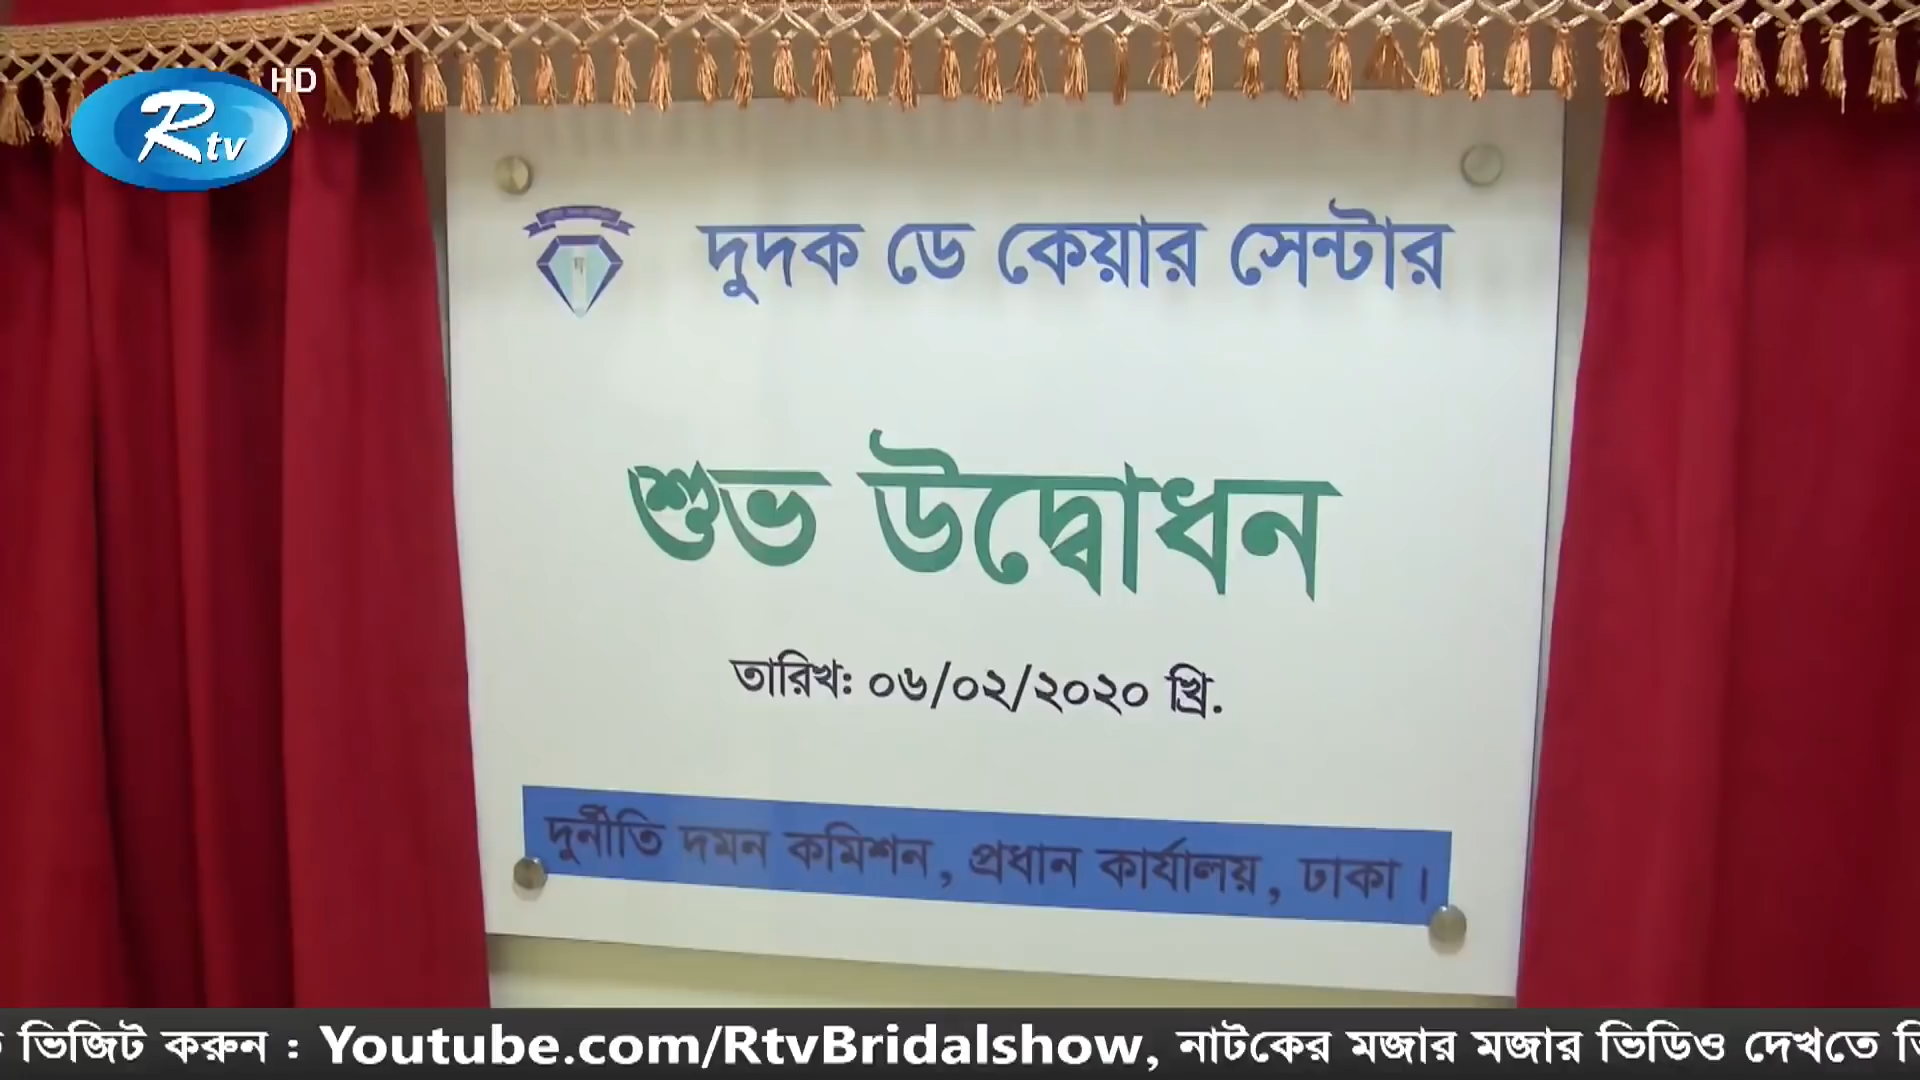 Rtv HD
দুদক ডে কেয়ার সেন্টার
শুভ উদ্বোধন
তারিখ: ০৬/০২/২০২০ খ্রি.
দুর্নীতি দমন কমিশন, প্রধান কার্যালয়, ঢাকা।
ভিজিট করুন : Youtube.com/RtvBridalshow, নাটকের মজার মজার ভিডিও দেখতে